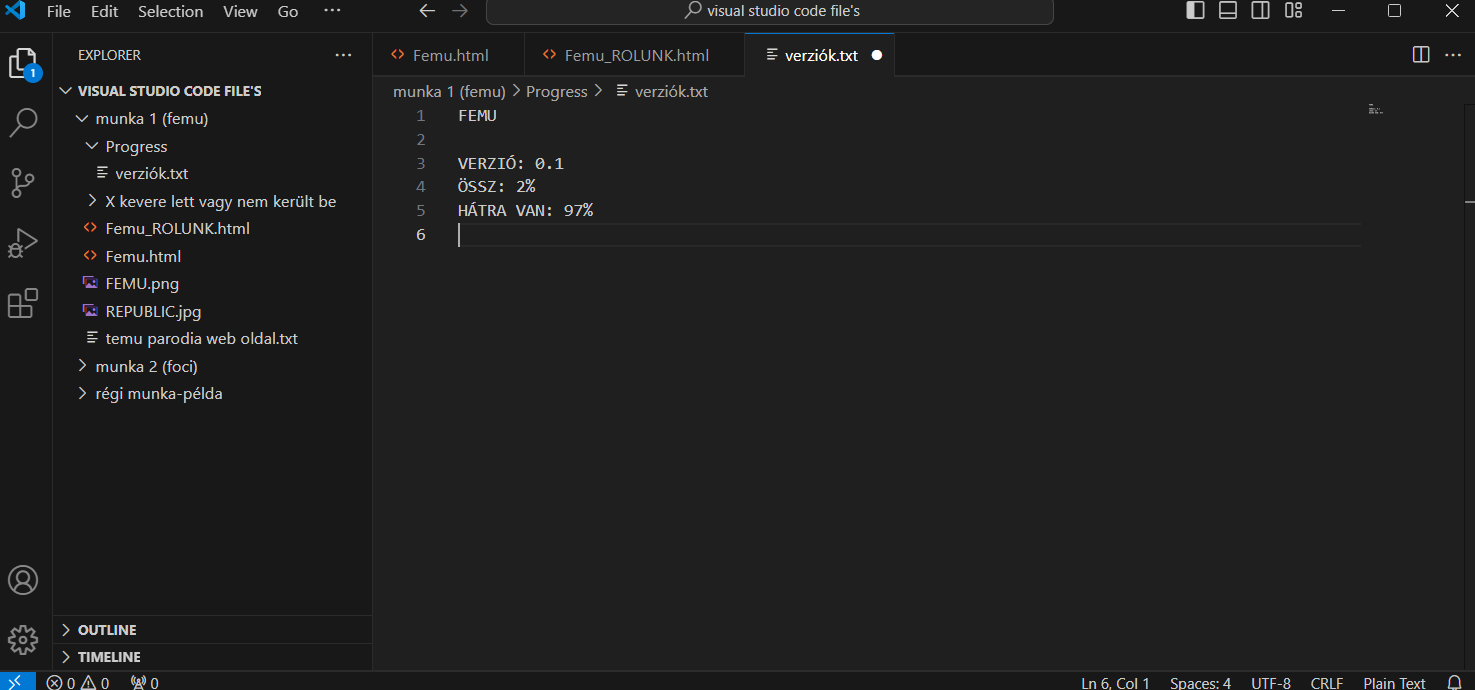 File Edit Selection View Go ··· visual studio code file's
1
EXPLORER ···
VISUAL STUDIO CODE FILE'S
munka 1 (femu)
Progress
verziók.txt
X kevere lett vagy nem került be
Femu_ROLUNK.html
Femu.html
FEMU.png
REPUBLIC.jpg
temu parodia web oldal.txt
munka 2 (foci)
régi munka-példa
OUTLINE
TIMELINE
Femu.html Femu_ROLUNK.html verziók.txt ···
munka 1 (femu) > Progress > verziók.txt
1 FEMU
2
3 VERZIÓ: 0.1
4 ÖSSZ: 2%
5 HÁTRA VAN: 97%
6
0 0 0 Ln 6, Col 1 Spaces: 4 UTF-8 CRLF Plain Text